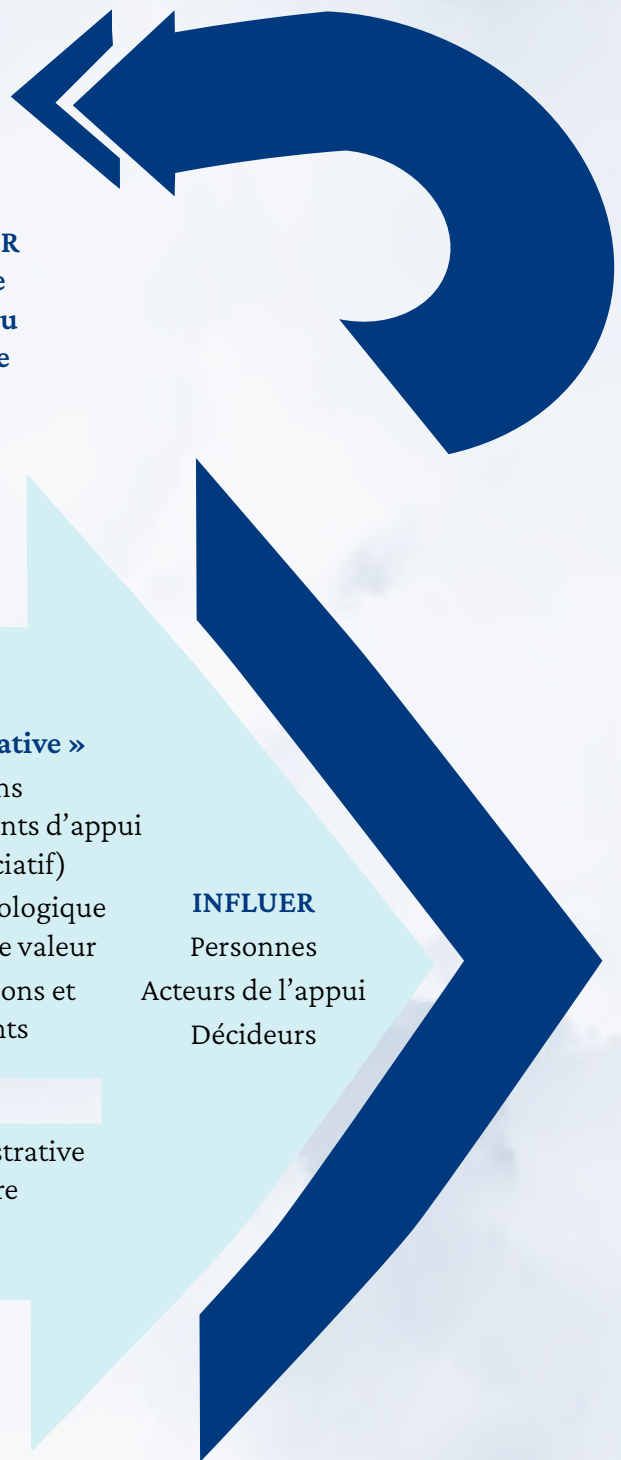 R
e
u
e
ative »
ns
nts d’appui
ciatif)
ologique
e valeur
ons et
nts
INFLUER
Personnes
Acteurs de l’appui
Décideurs
strative
re